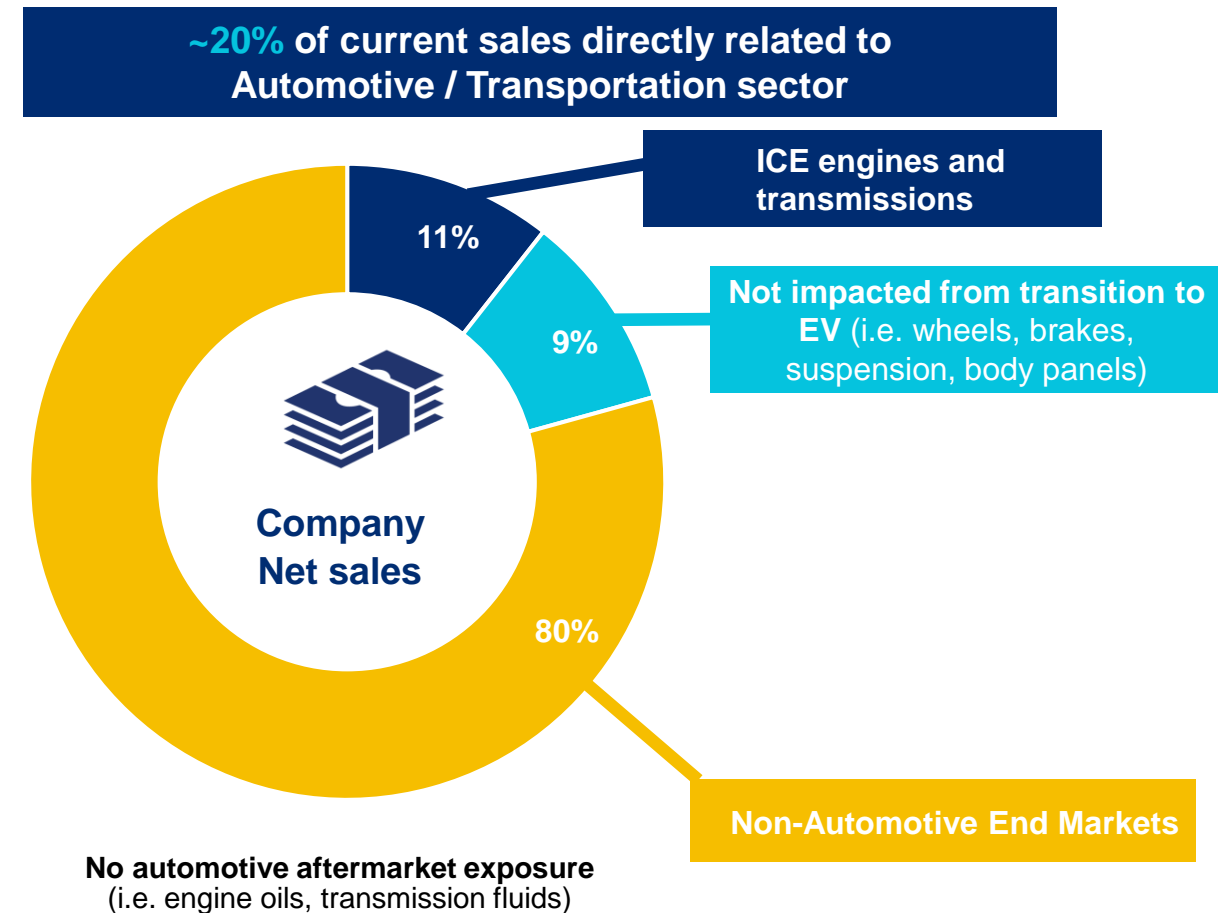 ~20% of current sales directly related to
Automotive / Transportation sector
ICE engines and
transmissions
11%
Not impacted from transition to
EV (i.e. wheels, brakes,
suspension, body panels)
9%
Company
Net sales
80%
Non-Automotive End Markets
No automotive aftermarket exposure
(i.e. engine oils, transmission fluids)